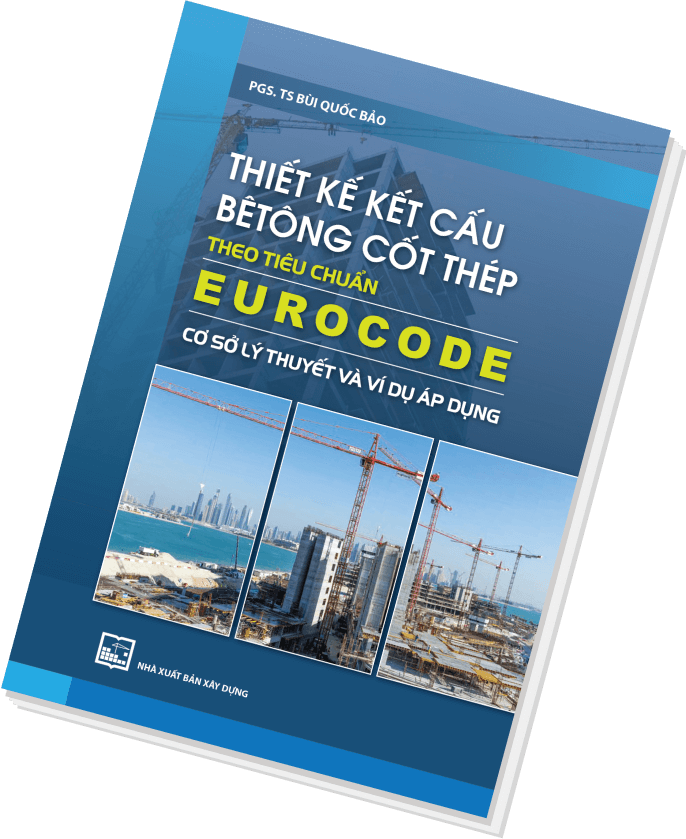 PGS. TS BÙI QUỐC BẢO
THIẾT KẾ KẾT CẤU
BÊTÔNG CỐT THÉP
THEO TIÊU CHUẨN
EUROCODE
CƠ SỞ LÝ THUYẾT VÀ VÍ DỤ ÁP DỤNG
NHÀ XUẤT BẢN XÂY DỰNG